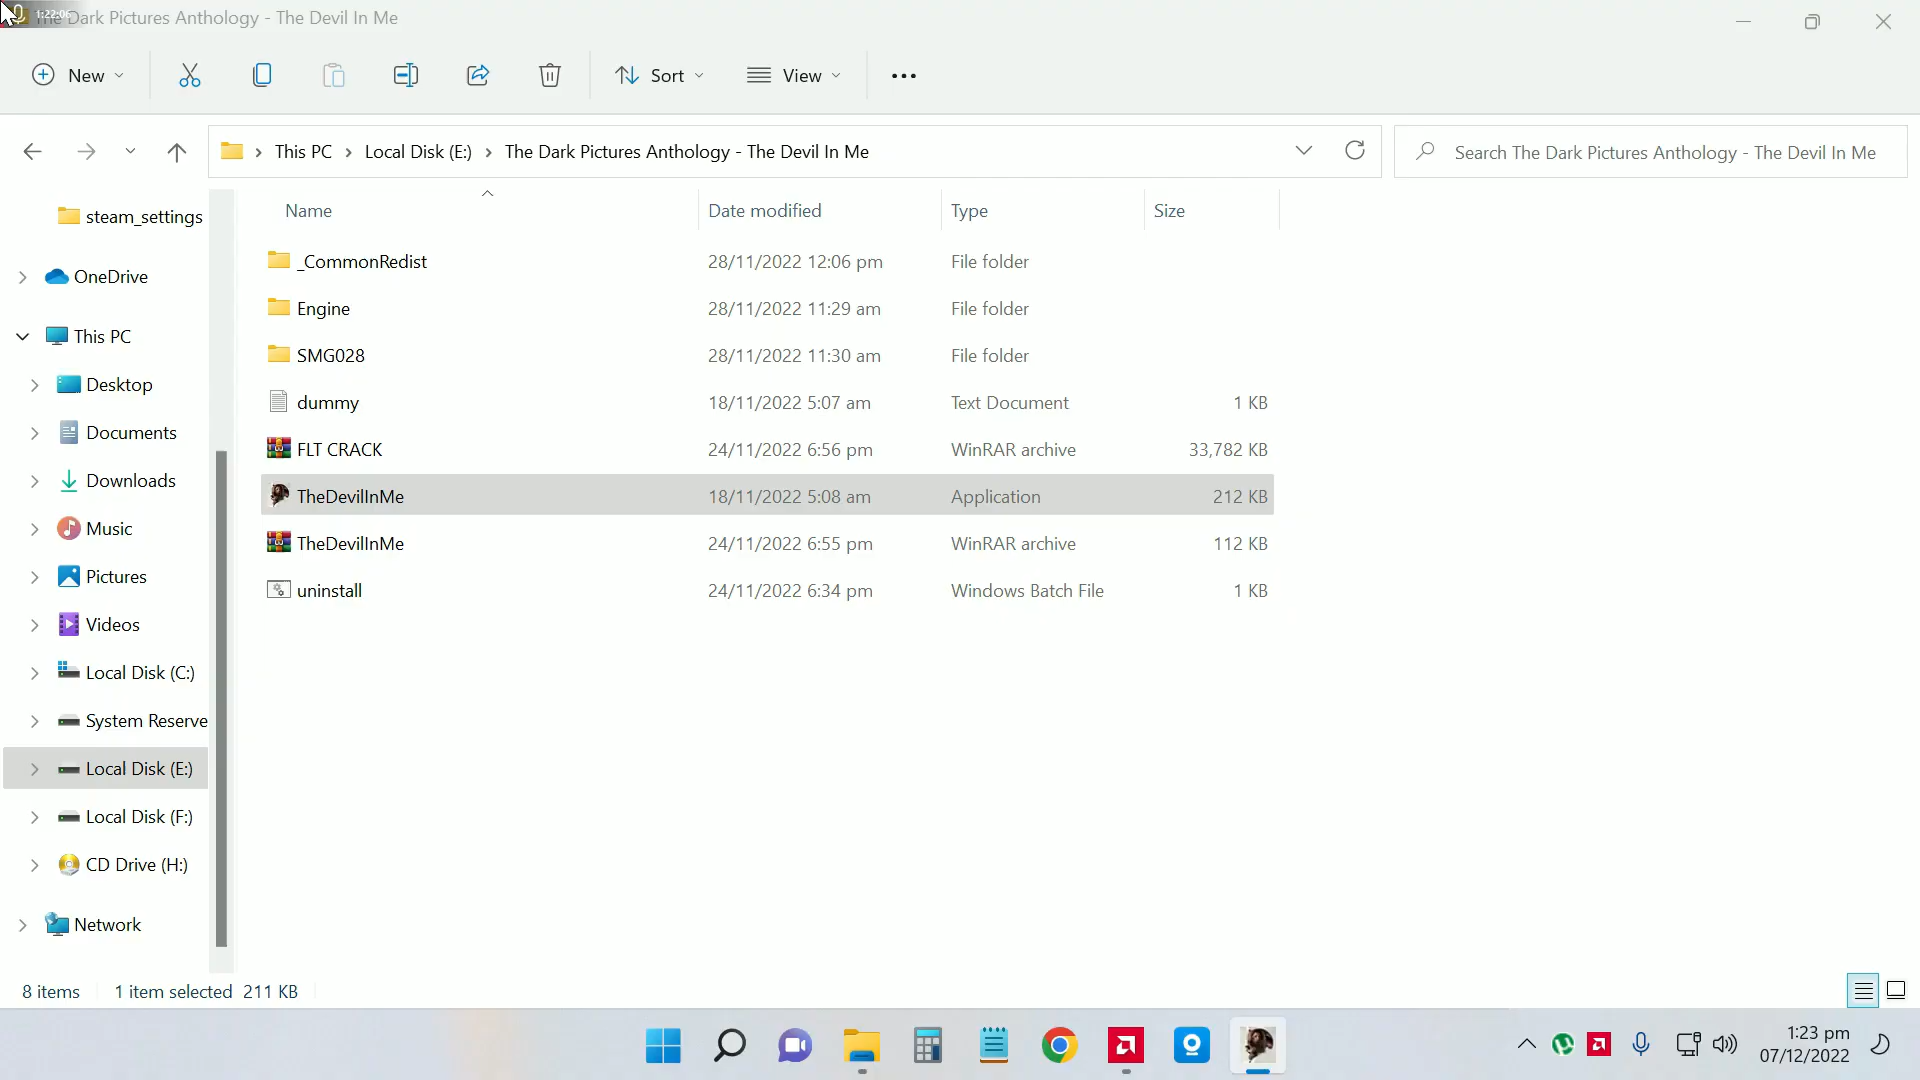 1:22:06
The Dark Pictures Anthology - The Devil In Me
New
Sort
View
This PC
Local Disk (E:)
The Dark Pictures Anthology - The Devil In Me
Search The Dark Pictures Anthology - The Devil In Me
Name
Date modified
Type
Size
steam_settings
OneDrive
This PC
Desktop
Documents
Downloads
Music
Pictures
Videos
Local Disk (C:)
System Reserve
Local Disk (E:)
Local Disk (F:)
CD Drive (H:)
Network
_CommonRedist 28/11/2022 12:06 pm File folder
Engine 28/11/2022 11:29 am File folder
SMG028 28/11/2022 11:30 am File folder
dummy 18/11/2022 5:07 am Text Document 1 KB
FLT CRACK 24/11/2022 6:56 pm WinRAR archive 33,782 KB
TheDevilInMe 18/11/2022 5:08 am Application 212 KB
TheDevilInMe 24/11/2022 6:55 pm WinRAR archive 112 KB
uninstall 24/11/2022 6:34 pm Windows Batch File 1 KB
8 items 1 item selected 211 KB
1:23 pm
07/12/2022